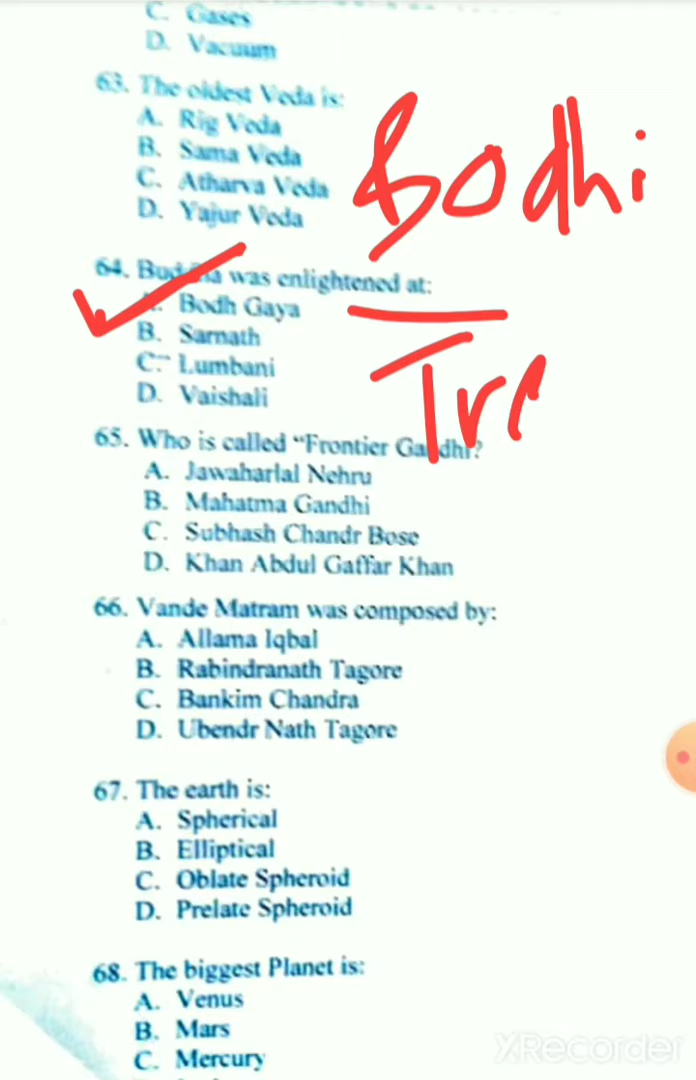 C. Gases
D. Vacuum
63. The oldest Veda is:
A. Rig Veda
B. Sama Veda
C. Atharva Veda
D. Yajur Veda
Bodhi
64. Buddha was enlightened at:
A. Bodh Gaya
B. Sarnath
C. Lumbani
D. Vaishali
Tre
65. Who is called “Frontier Gandhi?
A. Jawaharlal Nehru
B. Mahatma Gandhi
C. Subhash Chandr Bose
D. Khan Abdul Gaffar Khan
66. Vande Matram was composed by:
A. Allama Iqbal
B. Rabindranath Tagore
C. Bankim Chandra
D. Ubendr Nath Tagore
67. The earth is:
A. Spherical
B. Elliptical
C. Oblate Spheroid
D. Prelate Spheroid
68. The biggest Planet is:
A. Venus
B. Mars
C. Mercury
XRecorder